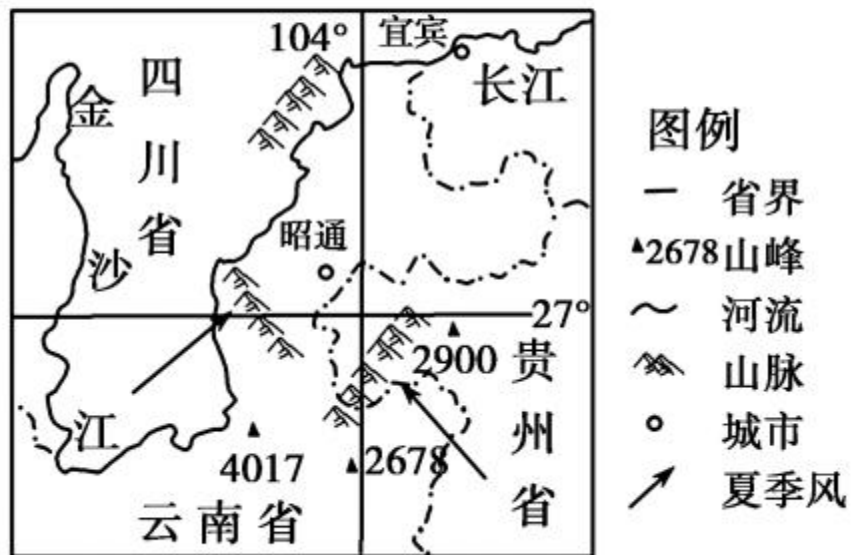 104°
宜宾
四川省
长江
金沙江
昭通
27°
2900
贵州省
4017
2678
云南省
图例
省界
2678山峰
河流
山脉
城市
夏季风